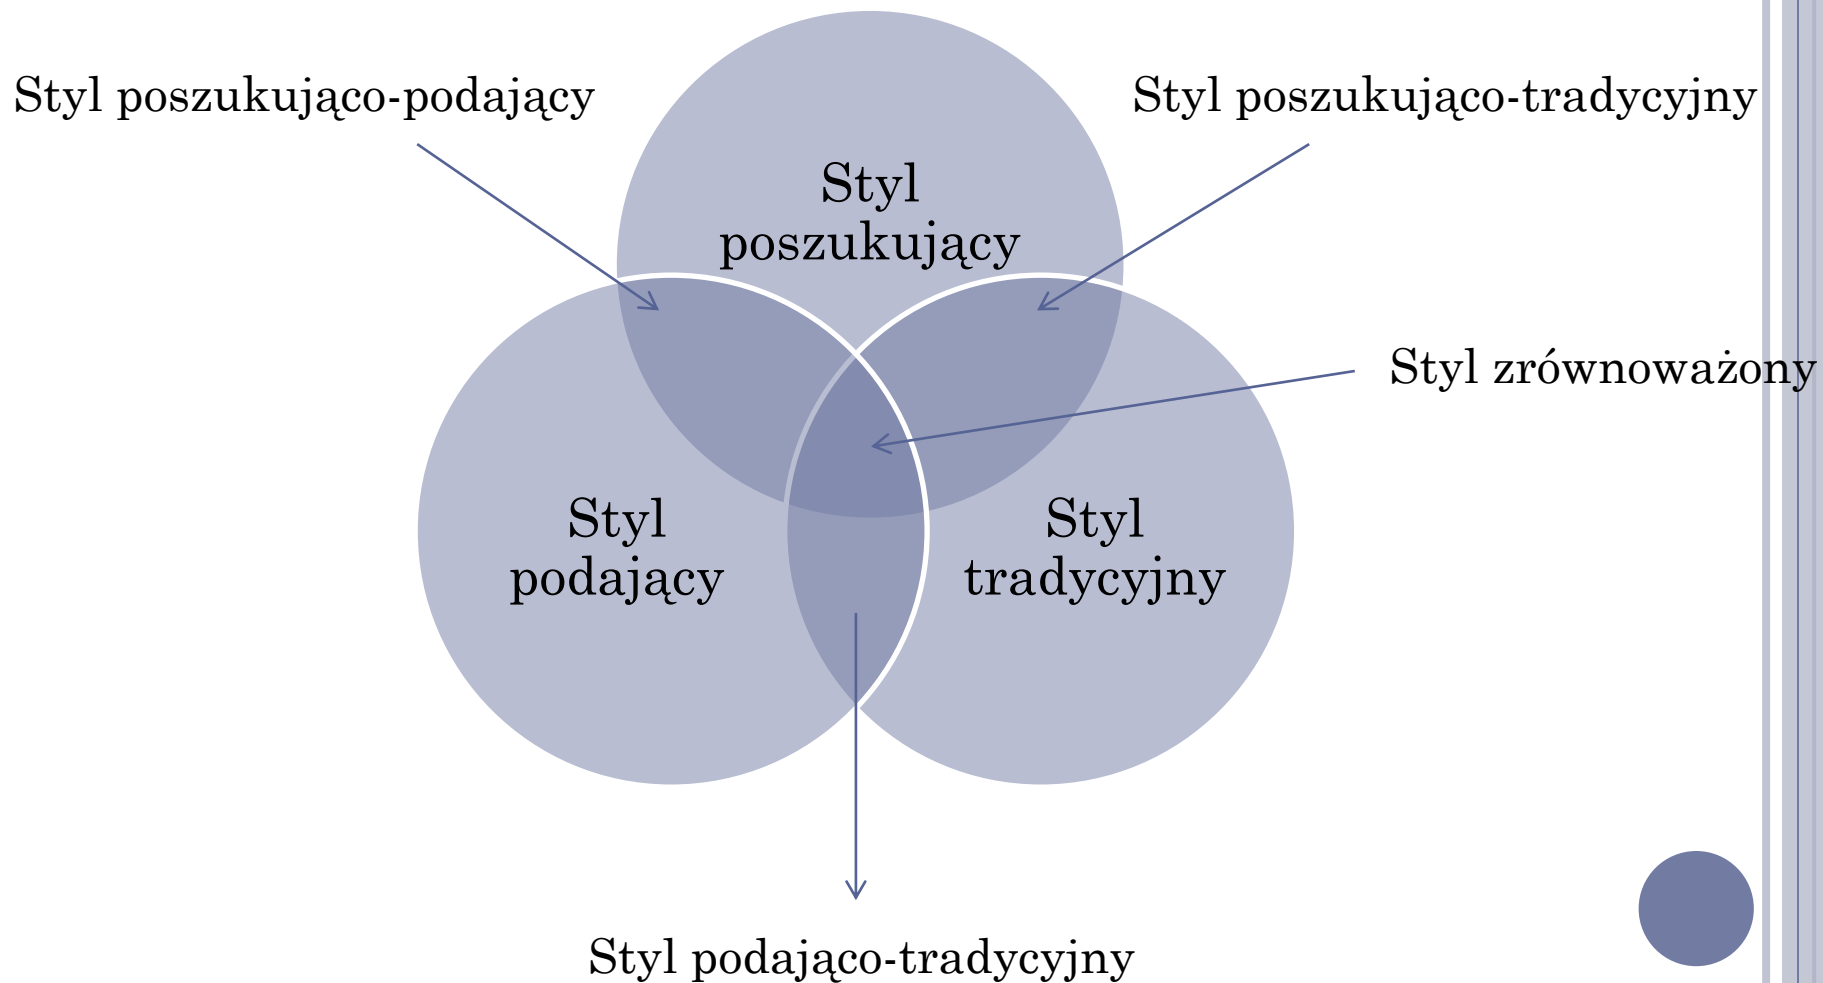 Styl poszukująco-podający
Styl poszukująco-tradycyjny
Styl
poszukujący
Styl zrównoważony
Styl
podający
Styl
tradycyjny
Styl podająco-tradycyjny